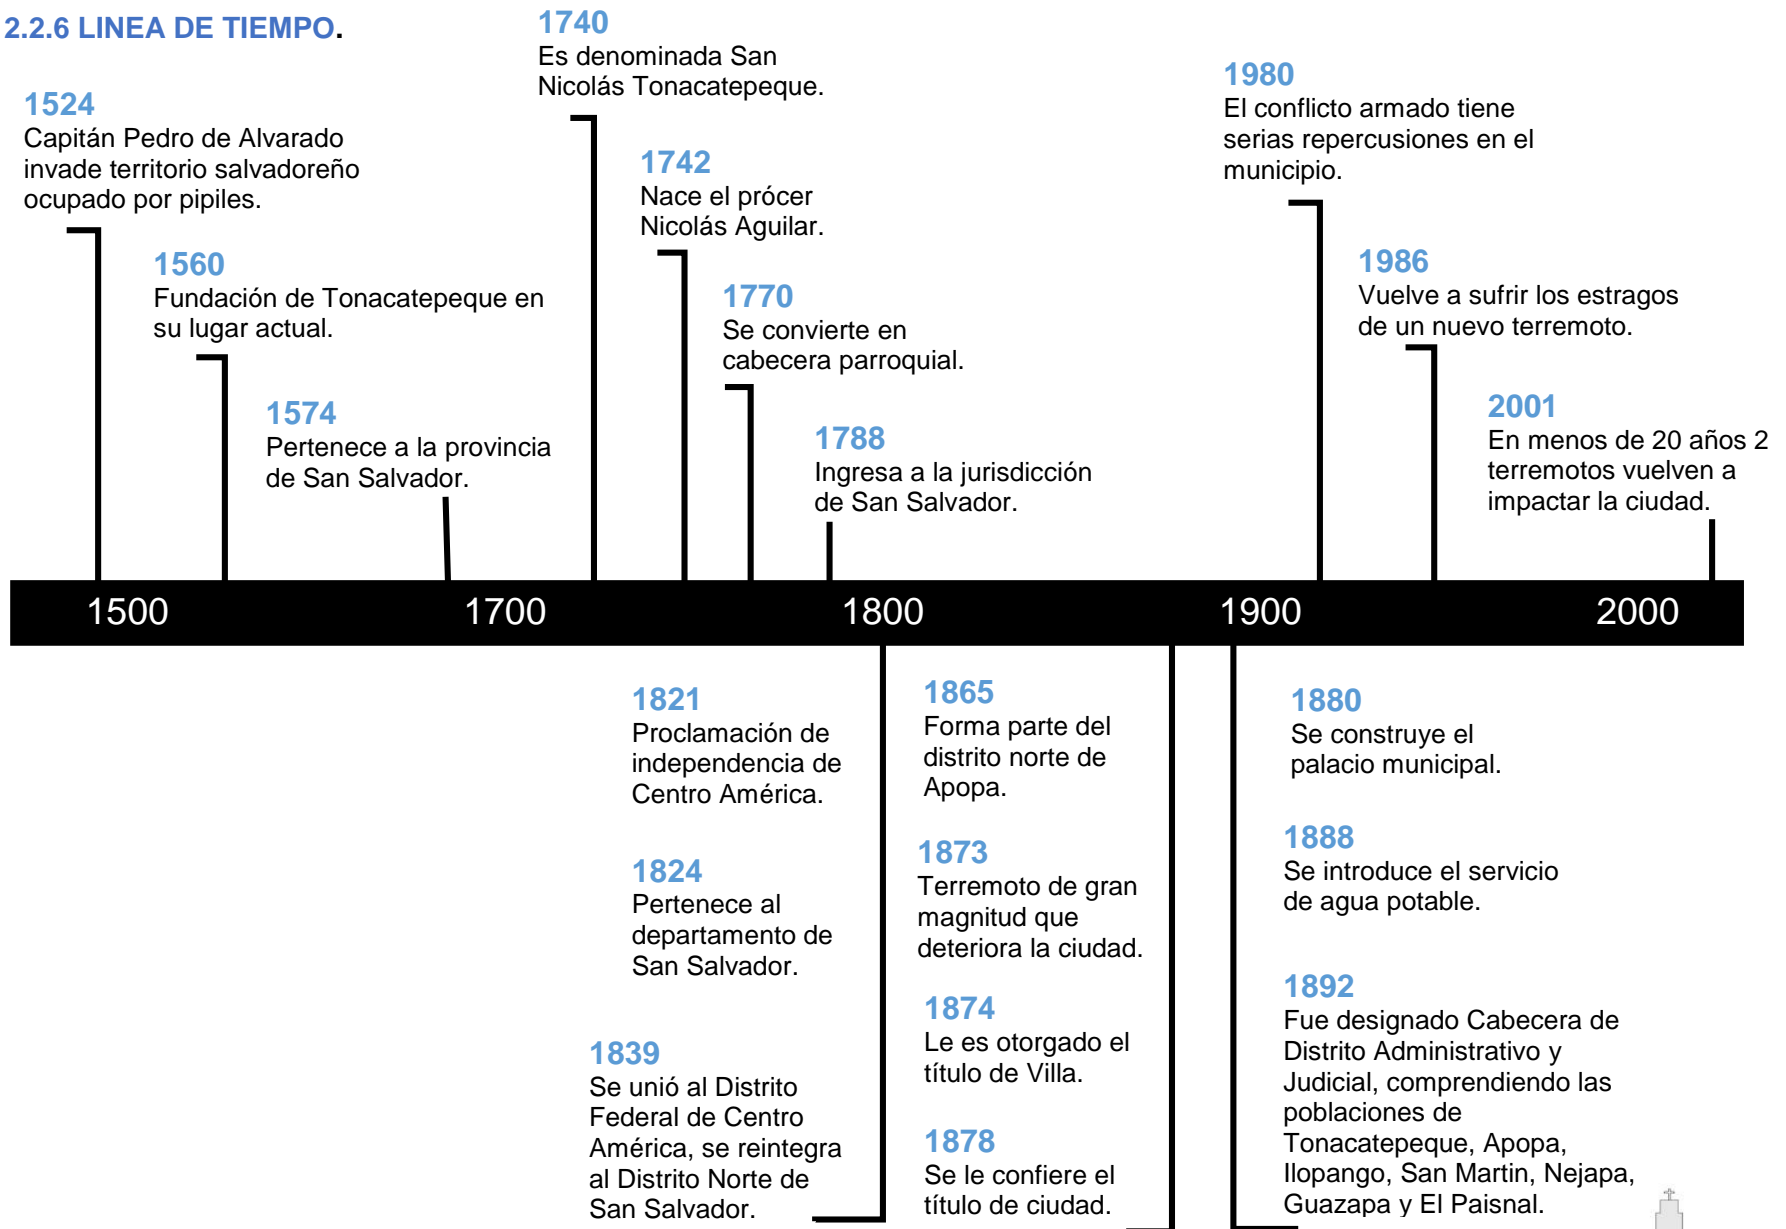 2.2.6 LINEA DE TIEMPO.
1524
Capitán Pedro de Alvarado
invade territorio salvadoreño
ocupado por pipiles.
1560
Fundación de Tonacatepeque en
su lugar actual.
1574
Pertenece a la provincia
de San Salvador.
1740
Es denominada San
Nicolás Tonacatepeque.
1742
Nace el prócer
Nicolás Aguilar.
1770
Se convierte en
cabecera parroquial.
1788
Ingresa a la jurisdicción
de San Salvador.
1980
El conflicto armado tiene
serias repercusiones en el
municipio.
1986
Vuelve a sufrir los estragos
de un nuevo terremoto.
2001
En menos de 20 años 2
terremotos vuelven a
impactar la ciudad.
1500 1700 1800 1900 2000
1821
Proclamación de
independencia de
Centro América.
1824
Pertenece al
departamento de
San Salvador.
1839
Se unió al Distrito
Federal de Centro
América, se reintegra
al Distrito Norte de
San Salvador.
1865
Forma parte del
distrito norte de
Apopa.
1873
Terremoto de gran
magnitud que
deteriora la ciudad.
1874
Le es otorgado el
título de Villa.
1878
Se le confiere el
título de ciudad.
1880
Se construye el
palacio municipal.
1888
Se introduce el servicio
de agua potable.
1892
Fue designado Cabecera de
Distrito Administrativo y
Judicial, comprendiendo las
poblaciones de
Tonacatepeque, Apopa,
Ilopango, San Martin, Nejapa,
Guazapa y El Paisnal.